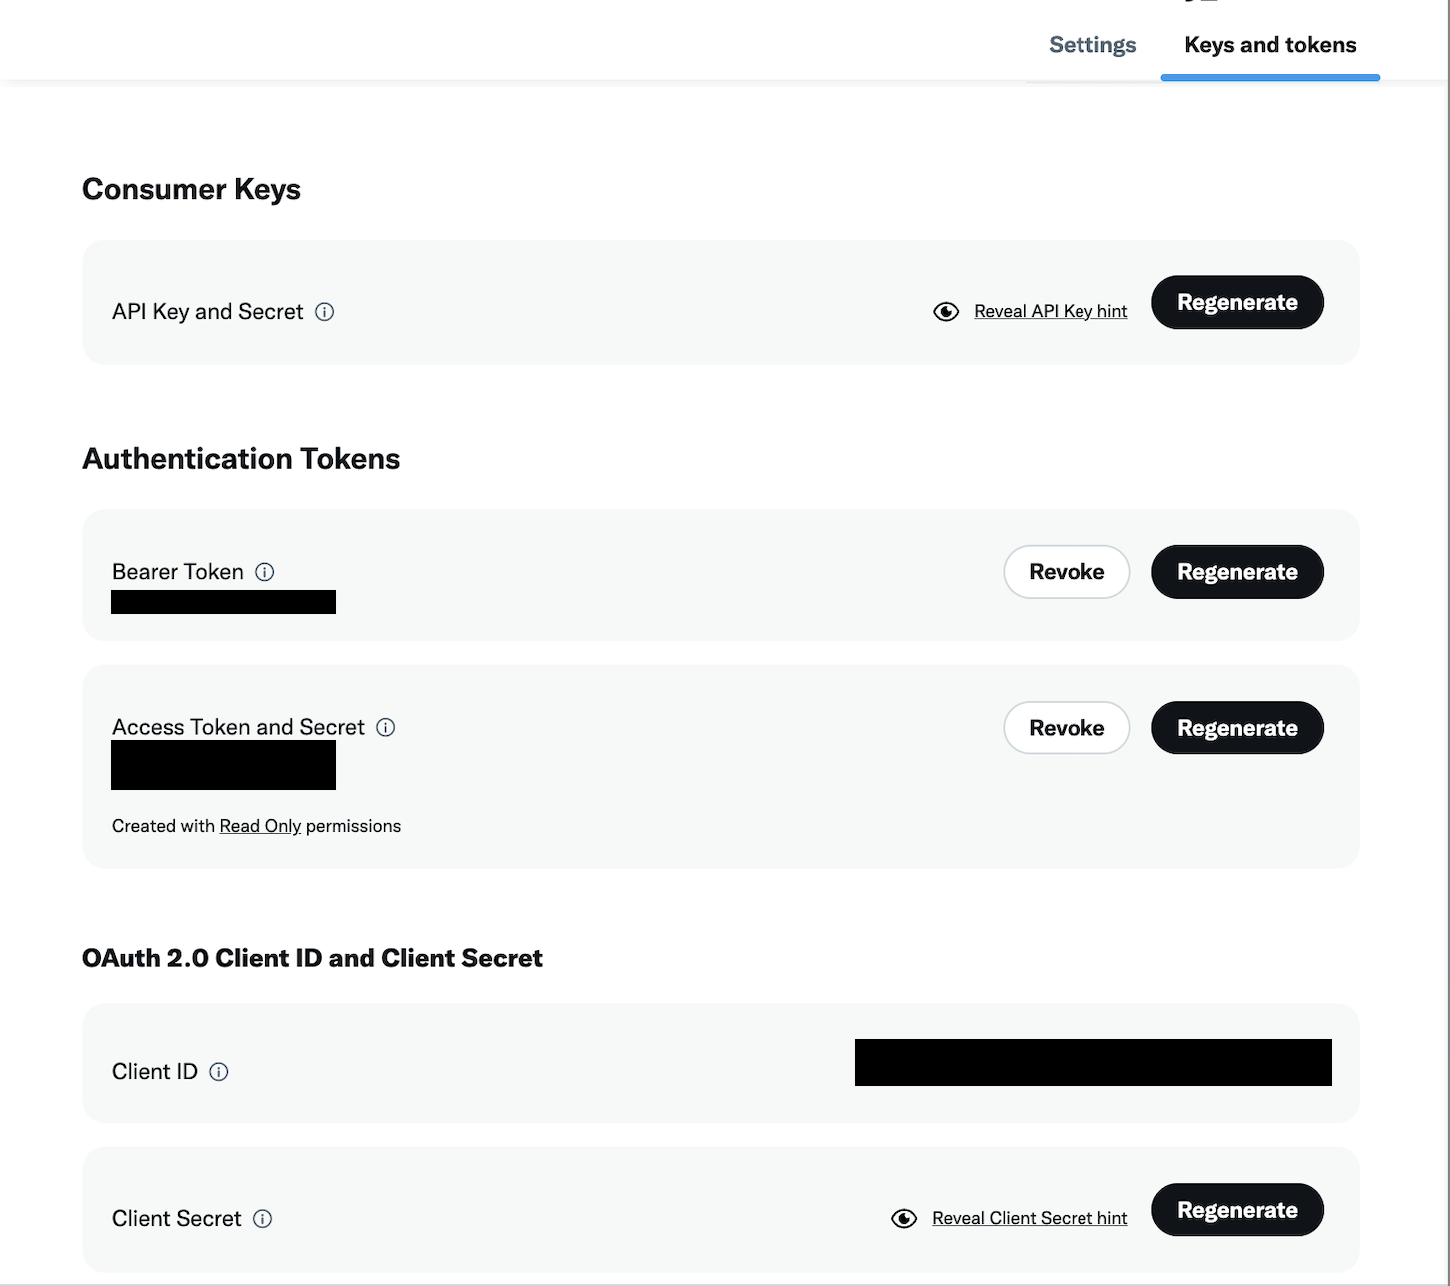 Settings
Keys and tokens
Consumer Keys
API Key and Secret
Reveal API Key hint
Regenerate
Authentication Tokens
Bearer Token
Revoke
Regenerate
Access Token and Secret
Revoke
Regenerate
Created with Read Only permissions
OAuth 2.0 Client ID and Client Secret
Client ID
Client Secret
Reveal Client Secret hint
Regenerate